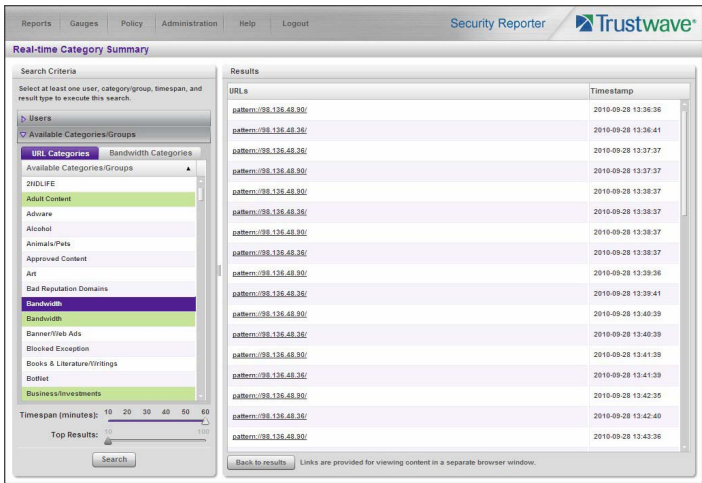 Reports Gauges Policy Administration Help Logout
Security Reporter
Trustwave®
Real-time Category Summary
Search Criteria
Select at least one user, category/group, timespan, and
result type to execute this search.
Users
Available Categories/Groups
URL Categories Bandwidth Categories
Available Categories/Groups
2NDLIFE
Adult Content
Adware
Alcohol
Animals/Pets
Approved Content
Art
Bad Reputation Domains
Bandwidth
Bandwidth
Banner/Web Ads
Blocked Exception
Books & Literature/Writings
BotNet
Business/Investments
Timespan (minutes): 10 20 30 40 50 60
Top Results: 10 100
Search
Results
URLs Timestamp
pattern://98.136.48.90/ 2010-09-28 13:36:36
pattern://98.136.48.36/ 2010-09-28 13:36:41
pattern://98.136.48.90/ 2010-09-28 13:37:37
pattern://98.136.48.36/ 2010-09-28 13:37:37
pattern://98.136.48.90/ 2010-09-28 13:38:37
pattern://98.136.48.36/ 2010-09-28 13:38:37
pattern://98.136.48.90/ 2010-09-28 13:38:37
pattern://98.136.48.36/ 2010-09-28 13:38:37
pattern://98.136.48.90/ 2010-09-28 13:39:36
pattern://98.136.48.36/ 2010-09-28 13:39:41
pattern://98.136.48.90/ 2010-09-28 13:40:39
pattern://98.136.48.36/ 2010-09-28 13:40:39
pattern://98.136.48.90/ 2010-09-28 13:41:39
pattern://98.136.48.36/ 2010-09-28 13:41:39
pattern://98.136.48.90/ 2010-09-28 13:42:35
pattern://98.136.48.36/ 2010-09-28 13:42:40
pattern://98.136.48.90/ 2010-09-28 13:43:36
Back to results Links are provided for viewing content in a separate browser window.